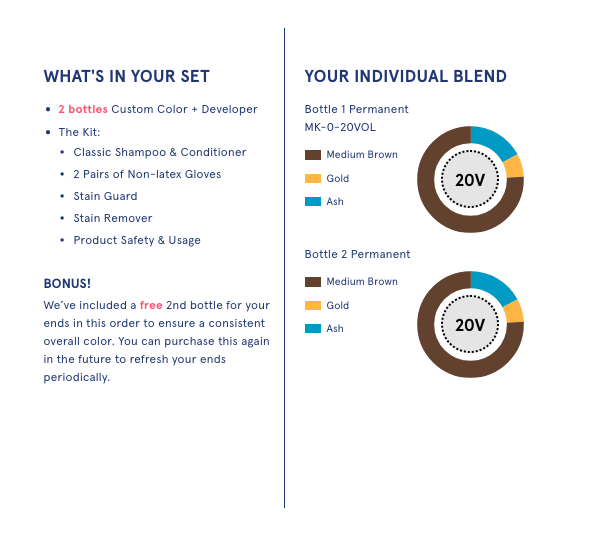 WHAT'S IN YOUR SET
• 2 bottles Custom Color + Developer
• The Kit:
• Classic Shampoo & Conditioner
• 2 Pairs of Non-latex Gloves
• Stain Guard
• Stain Remover
• Product Safety & Usage
BONUS!
We’ve included a free 2nd bottle for your
ends in this order to ensure a consistent
overall color. You can purchase this again
in the future to refresh your ends
periodically.
YOUR INDIVIDUAL BLEND
Bottle 1 Permanent
MK-0-20VOL
Medium Brown
Gold
Ash
20V
Bottle 2 Permanent
Medium Brown
Gold
Ash
20V